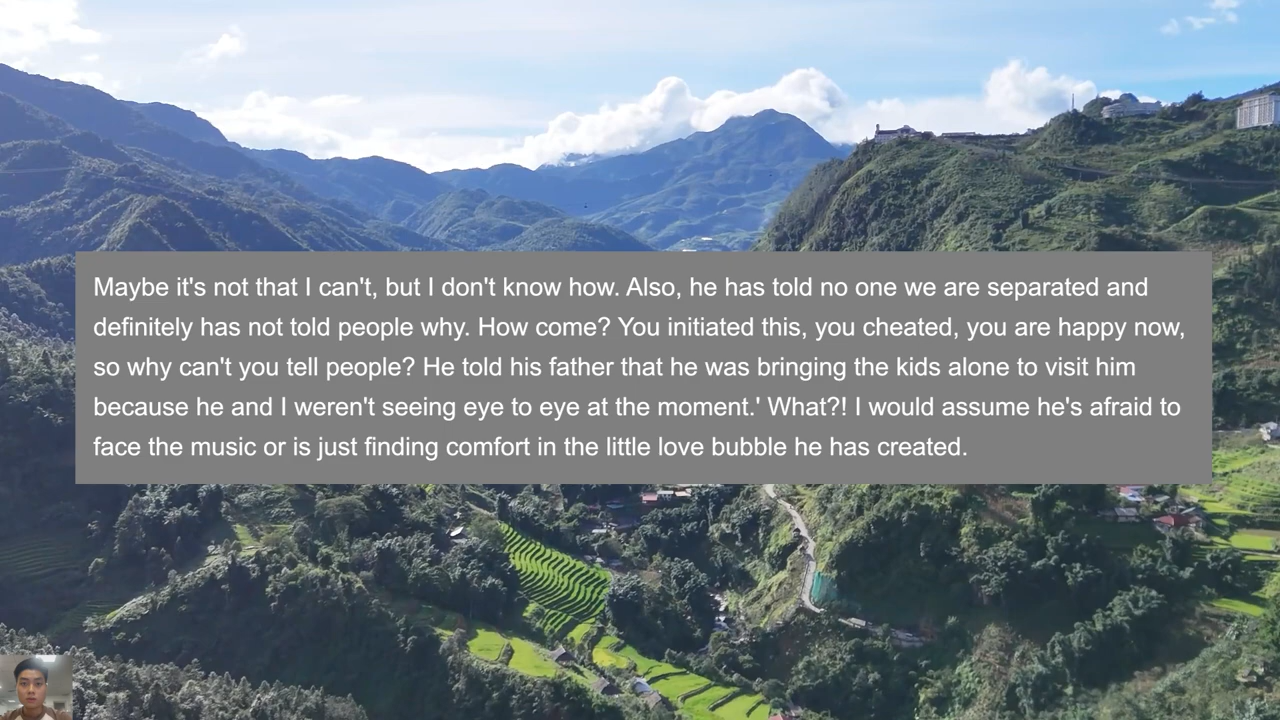 Maybe it's not that I can't, but I don't know how. Also, he has told no one we are separated and
definitely has not told people why. How come? You initiated this, you cheated, you are happy now,
so why can't you tell people? He told his father that he was bringing the kids alone to visit him
because he and I weren't seeing eye to eye at the moment.' What?! I would assume he's afraid to
face the music or is just finding comfort in the little love bubble he has created.